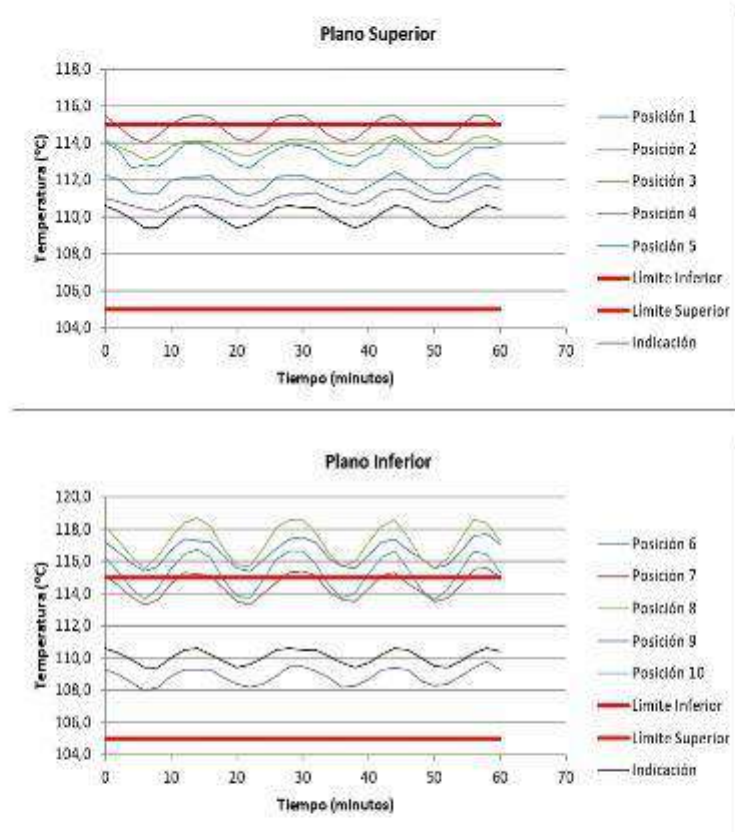 Plano Superior
118,0
116,0
114,0
112,0
110,0
108,0
106,0
104,0
Temperatura (°C)
0 10 20 30 40 50 60 70
Tiempo (minutos)
Posición 1
Posición 2
Posición 3
Posición 4
Posición 5
Límite Inferior
Límite Superior
Indicación
Plano Inferior
120,0
118,0
116,0
114,0
112,0
110,0
108,0
106,0
104,0
Temperatura (°C)
0 10 20 30 40 50 60 70
Tiempo (minutos)
Posición 6
Posición 7
Posición 8
Posición 9
Posición 10
Límite Inferior
Límite Superior
Indicación